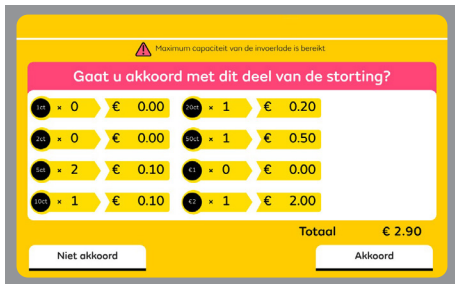 Maximum capaciteit van de invoerlade is bereikt
Gaat u akkoord met dit deel van de storting?
1ct × 0 € 0.00 20ct × 1 € 0.20
2ct × 0 € 0.00 50ct × 1 € 0.50
5ct × 2 € 0.10 €1 × 0 € 0.00
10ct × 1 € 0.10 €2 × 1 € 2.00
Totaal € 2.90
Niet akkoord Akkoord